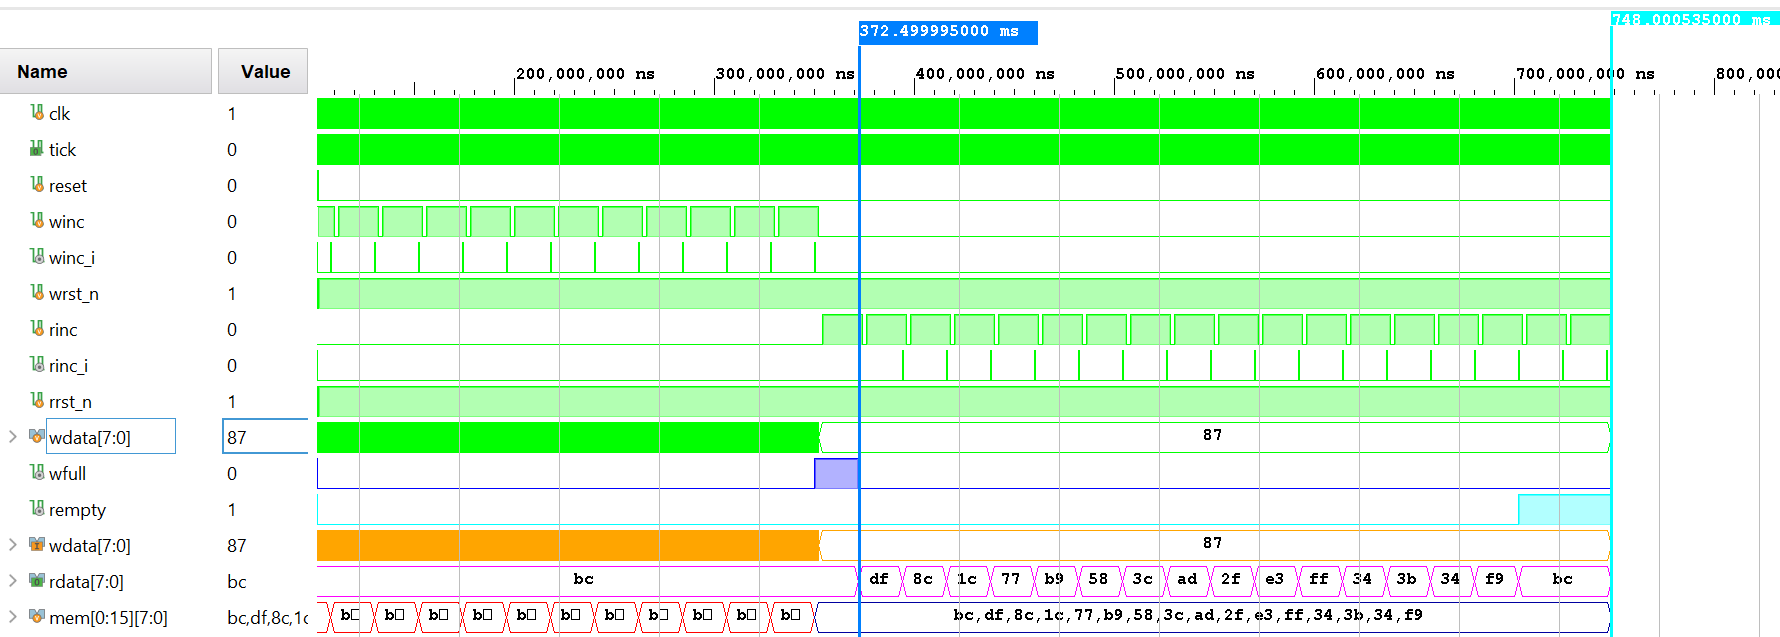 372.499995000 ms
748.000535000 ms
Name Value 200,000,000 ns 300,000,000 ns 400,000,000 ns 500,000,000 ns 600,000,000 ns 700,000,000 ns 800,000
clk 1
tick 0
reset 0
winc 0
winc_i 0
wrst_n 1
rinc 0
rinc_i 0
rrst_n 1
wdata[7:0] 87 87
wfull 0
rempty 1
wdata[7:0] 87 87
rdata[7:0] bc bc df 8c 1c 77 b9 58 3c ad 2f e3 ff 34 3b 34 f9 bc
mem[0:15][7:0] bc,df,8c,1c b□ b□ b□ b□ b□ b□ b□ b□ b□ b□ b□ bc,df,8c,1c,77,b9,58,3c,ad,2f,e3,ff,34,3b,34,f9